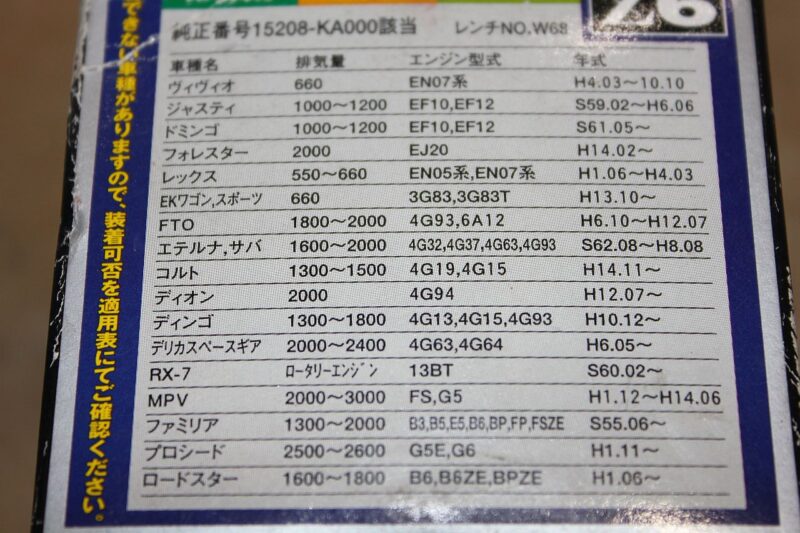 Z6
純正番号15208-KA000該当 レンチNO.W68
車種名 排気量 エンジン型式 年式
ヴィヴィオ 660 EN07系 H4.03〜10.10
ジャスティ 1000〜1200 EF10,EF12 S59.02〜H6.06
ドミンゴ 1000〜1200 EF10,EF12 S61.05〜
フォレスター 2000 EJ20 H14.02〜
レックス 550〜660 EN05系,EN07系 H1.06〜H4.03
EKワゴン,スポーツ 660 3G83,3G83T H13.10〜
FTO 1800〜2000 4G93,6A12 H6.10〜H12.07
エテルナ,サバ 1600〜2000 4G32,4G37,4G63,4G93 S62.08〜H8.08
コルト 1300〜1500 4G19,4G15 H14.11〜
ディオン 2000 4G94 H12.07〜
ディンゴ 1300〜1800 4G13,4G15,4G93 H10.12〜
デリカスペースギア 2000〜2400 4G63,4G64 H6.05〜
RX-7 ロータリーエンジン 13BT S60.02〜
MPV 2000〜3000 FS,G5 H1.12〜H14.06
ファミリア 1300〜2000 B3,B5,E5,B6,BP,FP,FSZE S55.06〜
プロシード 2500〜2600 G5E,G6 H1.11〜
ロードスター 1600〜1800 B6,B6ZE,BPZE H1.06〜
できない車種がありますので、装着可否を適用表にてご確認ください。